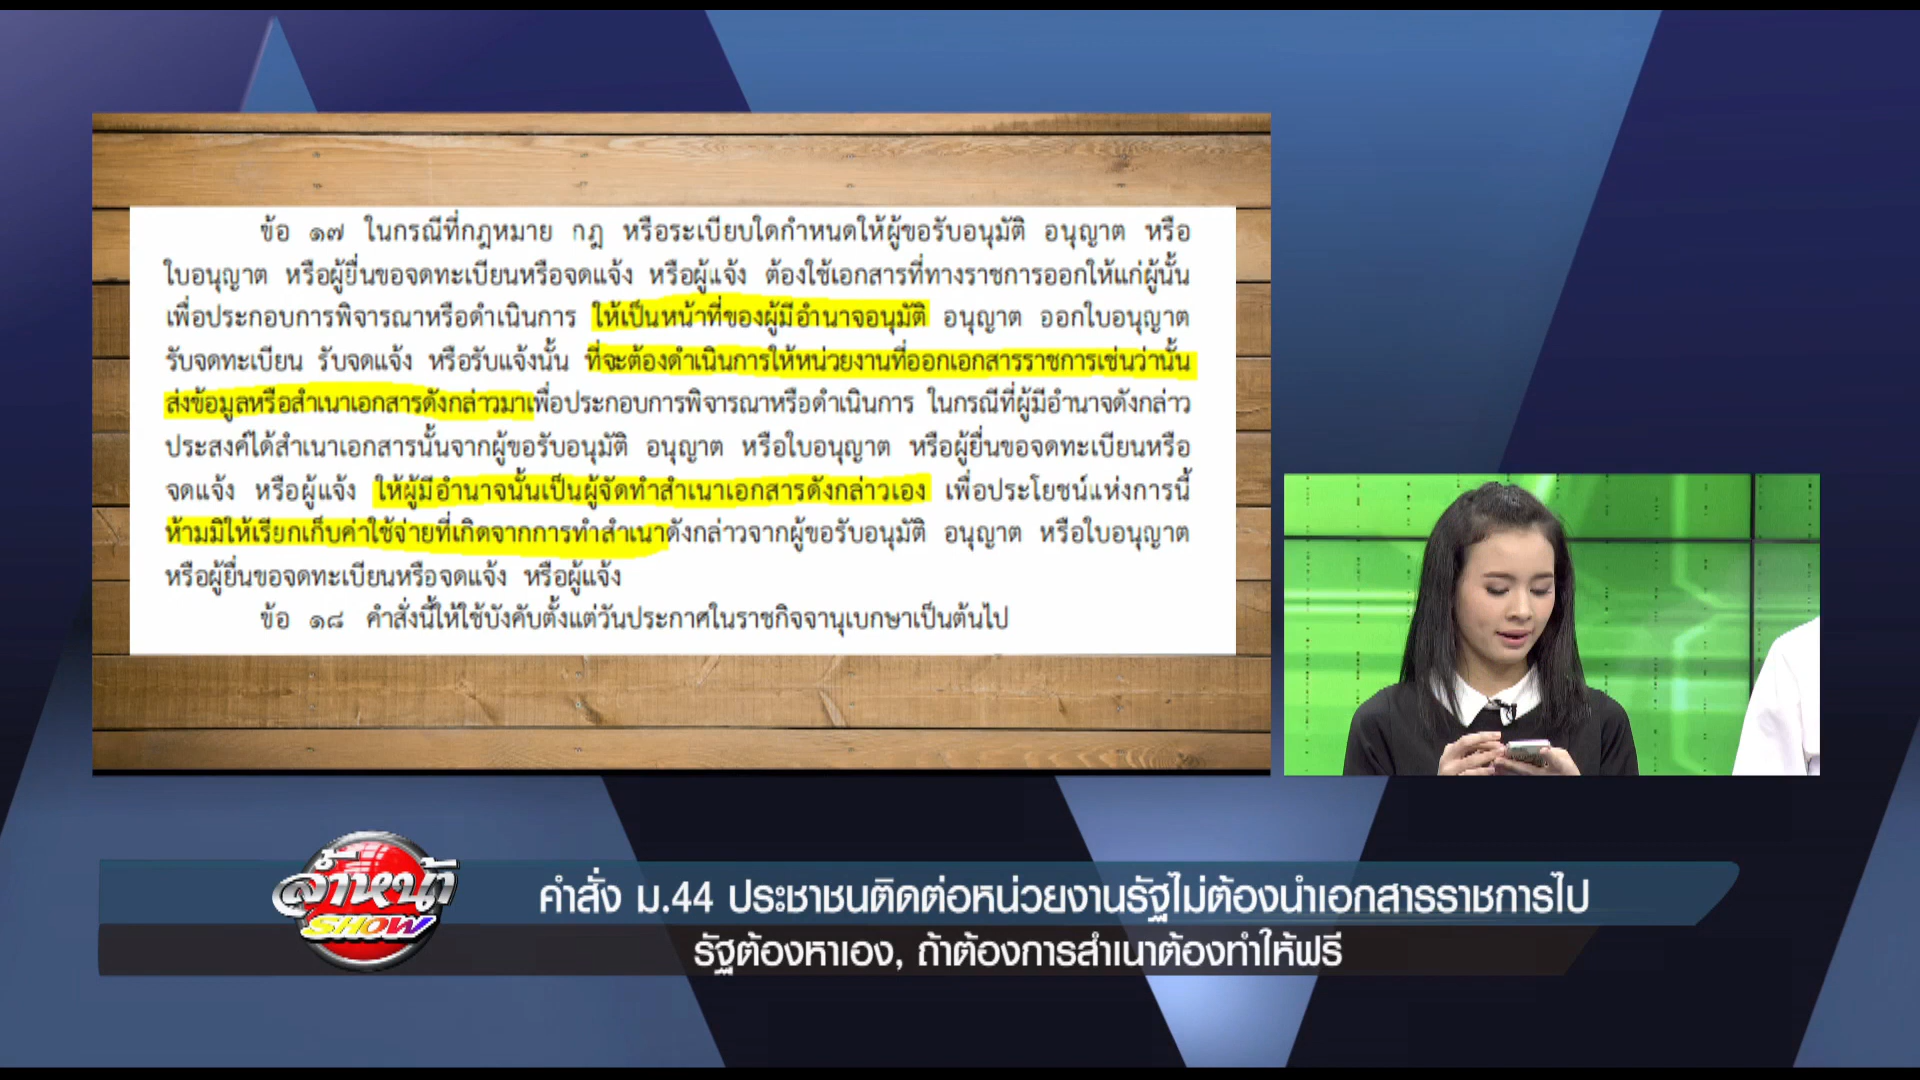 ข้อ ๑๗ ในกรณีที่กฎหมาย กฎ หรือระเบียบใดกำหนดให้ผู้ขอรับอนุมัติ อนุญาต หรือ
ใบอนุญาต หรือผู้ยื่นขอจดทะเบียนหรือจดแจ้ง หรือผู้แจ้ง ต้องใช้เอกสารที่ทางราชการออกให้แก่ผู้นั้น
เพื่อประกอบการพิจารณาหรือดำเนินการ ให้เป็นหน้าที่ของผู้มีอำนาจอนุมัติ อนุญาต ออกใบอนุญาต
รับจดทะเบียน รับจดแจ้ง หรือรับแจ้งนั้น ที่จะต้องดำเนินการให้หน่วยงานที่ออกเอกสารราชการเช่นว่านั้น
ส่งข้อมูลหรือสำเนาเอกสารดังกล่าวมาเพื่อประกอบการพิจารณาหรือดำเนินการ ในกรณีที่ผู้มีอำนาจดังกล่าว
ประสงค์ได้สำเนาเอกสารนั้นจากผู้ขอรับอนุมัติ อนุญาต หรือใบอนุญาต หรือผู้ยื่นขอจดทะเบียนหรือ
จดแจ้ง หรือผู้แจ้ง ให้ผู้มีอำนาจนั้นเป็นผู้จัดทำสำเนาเอกสารดังกล่าวเอง เพื่อประโยชน์แห่งการนี้
ห้ามมิให้เรียกเก็บค่าใช้จ่ายที่เกิดจากการทำสำเนาดังกล่าวจากผู้ขอรับอนุมัติ อนุญาต หรือใบอนุญาต
หรือผู้ยื่นขอจดทะเบียนหรือจดแจ้ง หรือผู้แจ้ง
ข้อ ๑๘ คำสั่งนี้ให้ใช้บังคับตั้งแต่วันประกาศในราชกิจจานุเบกษาเป็นต้นไป
ล้ำหน้า
SHOW
คำสั่ง ม.44 ประชาชนติดต่อหน่วยงานรัฐไม่ต้องนำเอกสารราชการไป
รัฐต้องหาเอง, ถ้าต้องการสำเนาต้องทำให้ฟรี